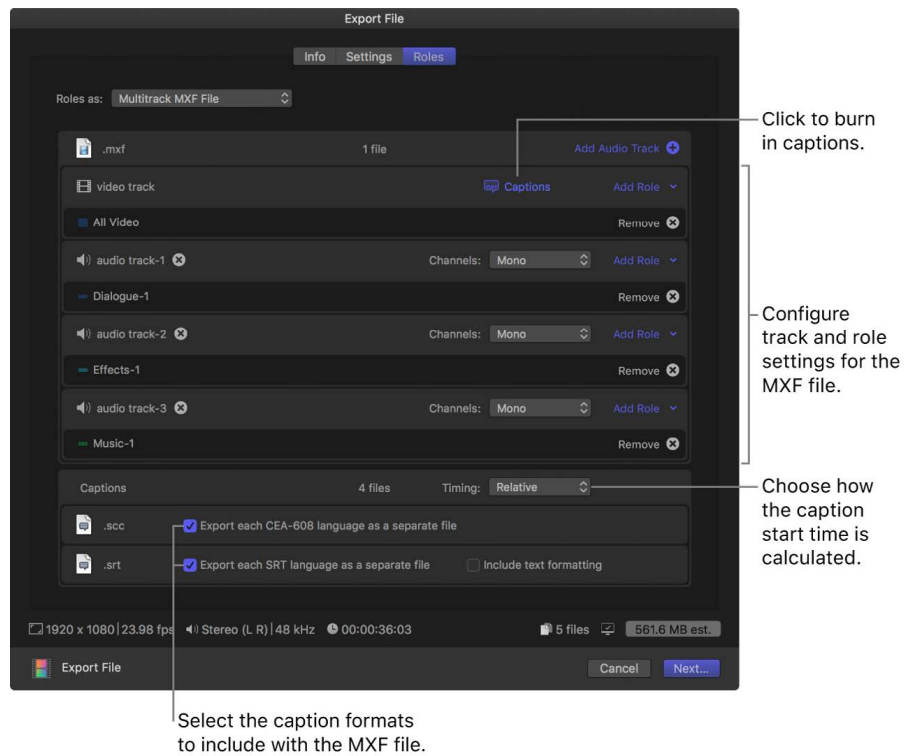 Export File
Info Settings Roles
Roles as: Multitrack MXF File
Click to burn
in captions.
.mxf 1 file Add Audio Track
video track Captions Add Role
All Video Remove
audio track-1 Channels: Mono Add Role
Dialogue-1 Remove
Configure
track and role
settings for the
MXF file.
audio track-2 Channels: Mono Add Role
Effects-1 Remove
audio track-3 Channels: Mono Add Role
Music-1 Remove
Captions 4 files Timing: Relative
Choose how
the caption
start time is
calculated.
.scc Export each CEA-608 language as a separate file
.srt Export each SRT language as a separate file Include text formatting
1920 x 1080 | 23.98 fps Stereo (L R) | 48 kHz 00:00:36:03 5 files 561.6 MB est.
Export File Cancel Next...
Select the caption formats
to include with the MXF file.